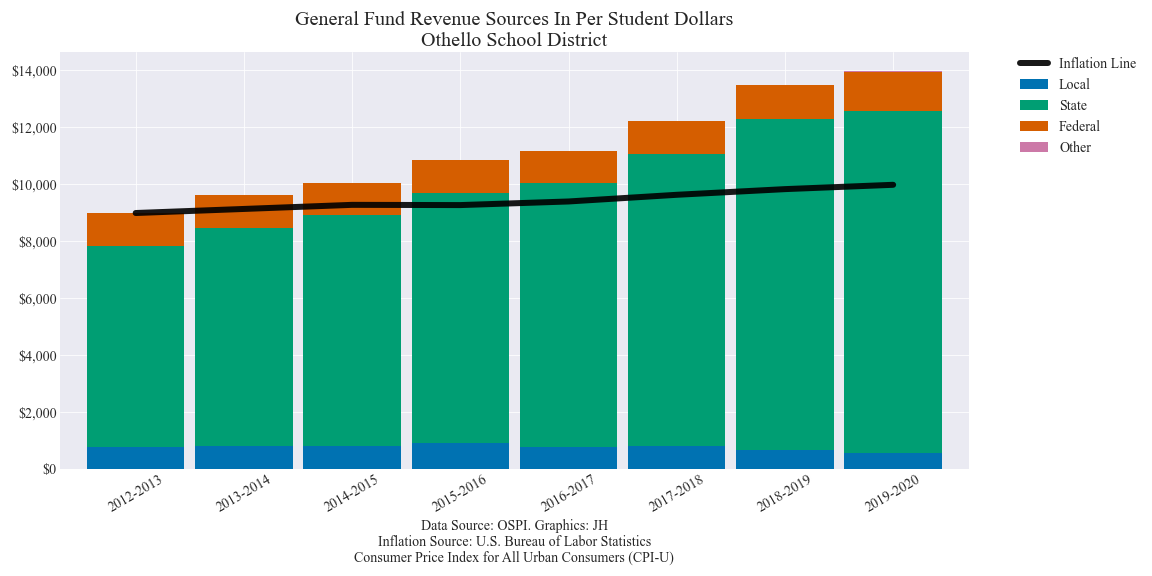 General Fund Revenue Sources In Per Student Dollars
Othello School District
$14,000
$12,000
$10,000
$8,000
$6,000
$4,000
$2,000
$0
Inflation Line
Local
State
Federal
Other
2012-2013
2013-2014
2014-2015
2015-2016
2016-2017
2017-2018
2018-2019
2019-2020
Data Source: OSPI. Graphics: JH
Inflation Source: U.S. Bureau of Labor Statistics
Consumer Price Index for All Urban Consumers (CPI-U)